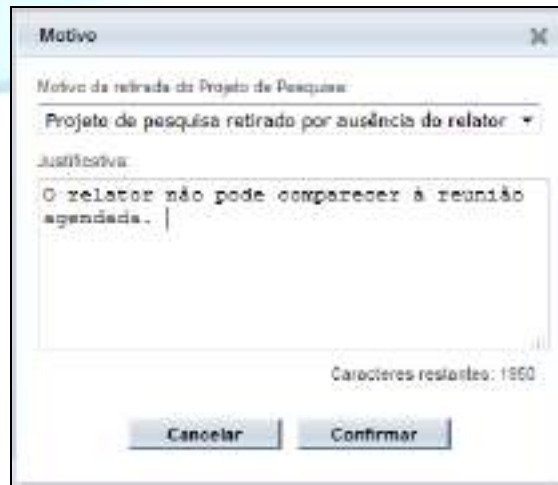 Motivo
Motivo da retirada do Projeto de Pesquisa:
Projeto de pesquisa retirado por ausência do relator
Justificativa:
O relator não pode comparecer à reunião
agendada.
Caracteres restantes: 1950
Cancelar Confirmar